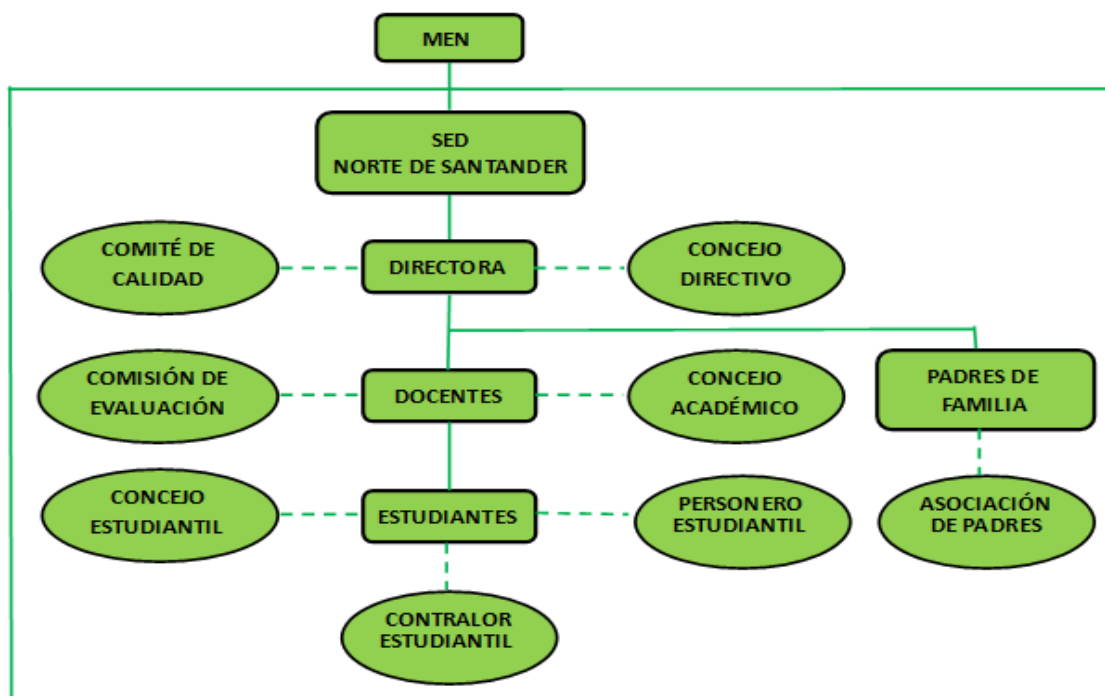 MEN
SED
NORTE DE SANTANDER
COMITÉ DE
CALIDAD
DIRECTORA
CONCEJO
DIRECTIVO
COMISIÓN DE
EVALUACIÓN
DOCENTES
CONCEJO
ACADÉMICO
PADRES DE
FAMILIA
CONCEJO
ESTUDIANTIL
ESTUDIANTES
PERSONERO
ESTUDIANTIL
ASOCIACIÓN
DE PADRES
CONTRALOR
ESTUDIANTIL